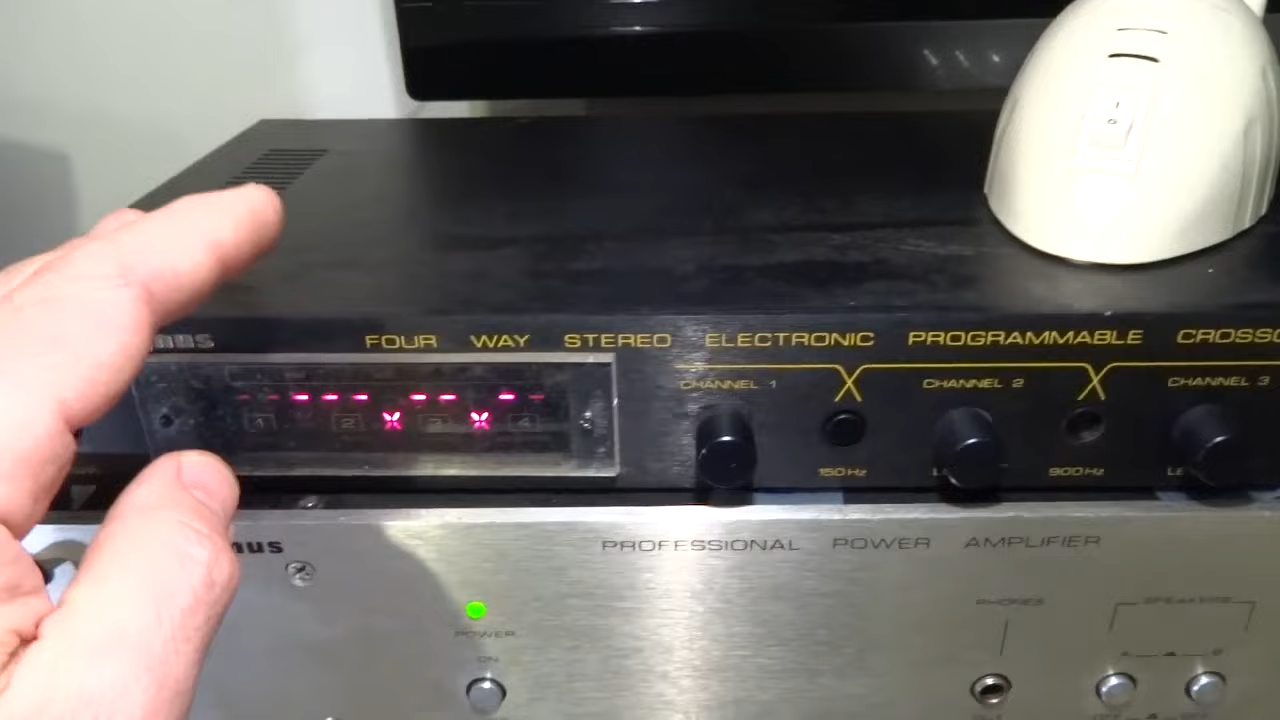 FOUR WAY STEREO ELECTRONIC PROGRAMMABLE CROSSO
CHANNEL 1 CHANNEL 2 CHANNEL 3
1 2 3 4
150 Hz 900 Hz
PROFESSIONAL POWER AMPLIFIER
PHONES SPEAKERS
POWER
ON